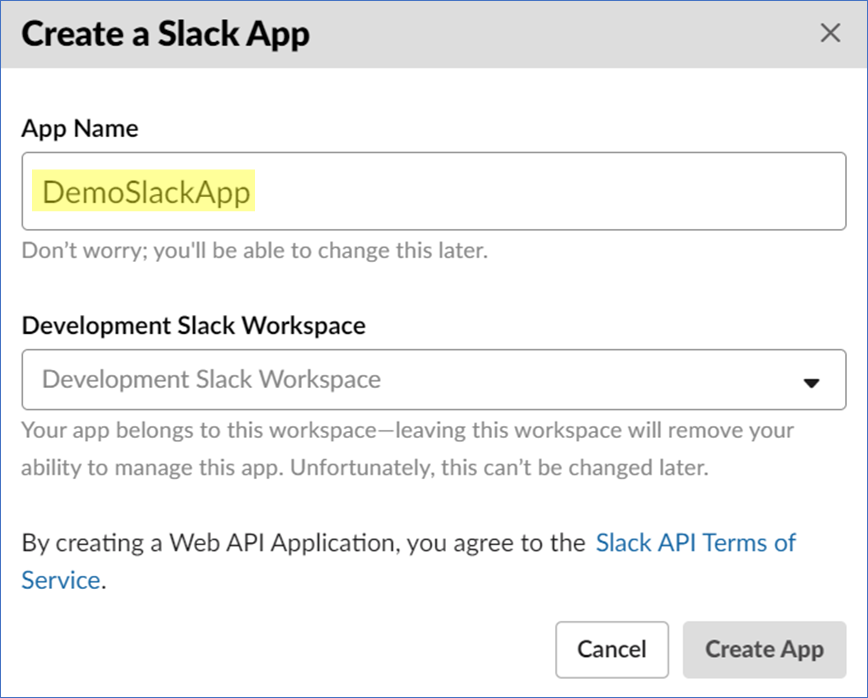 Create a Slack App
App Name
DemoSlackApp
Don’t worry; you'll be able to change this later.
Development Slack Workspace
Development Slack Workspace
Your app belongs to this workspace—leaving this workspace will remove your
ability to manage this app. Unfortunately, this can’t be changed later.
By creating a Web API Application, you agree to the Slack API Terms of
Service.
Cancel
Create App